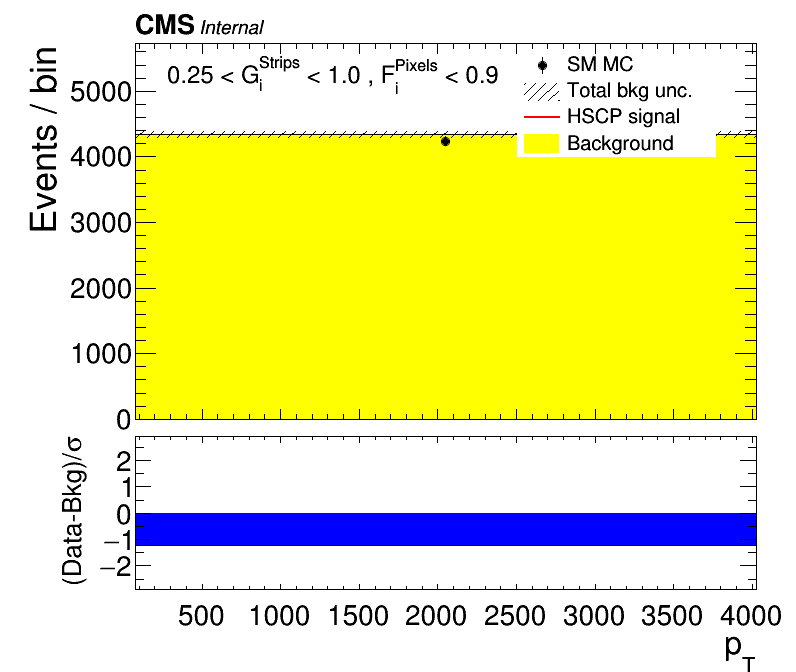 CMS Internal
0.25 < G_i^Strips < 1.0 , F_i^Pixels < 0.9
SM MC
Total bkg unc.
HSCP signal
Background
Events / bin
5000
4000
3000
2000
1000
0
(Data-Bkg)/σ
2
1
0
−1
−2
500 1000 1500 2000 2500 3000 3500 4000
p_T